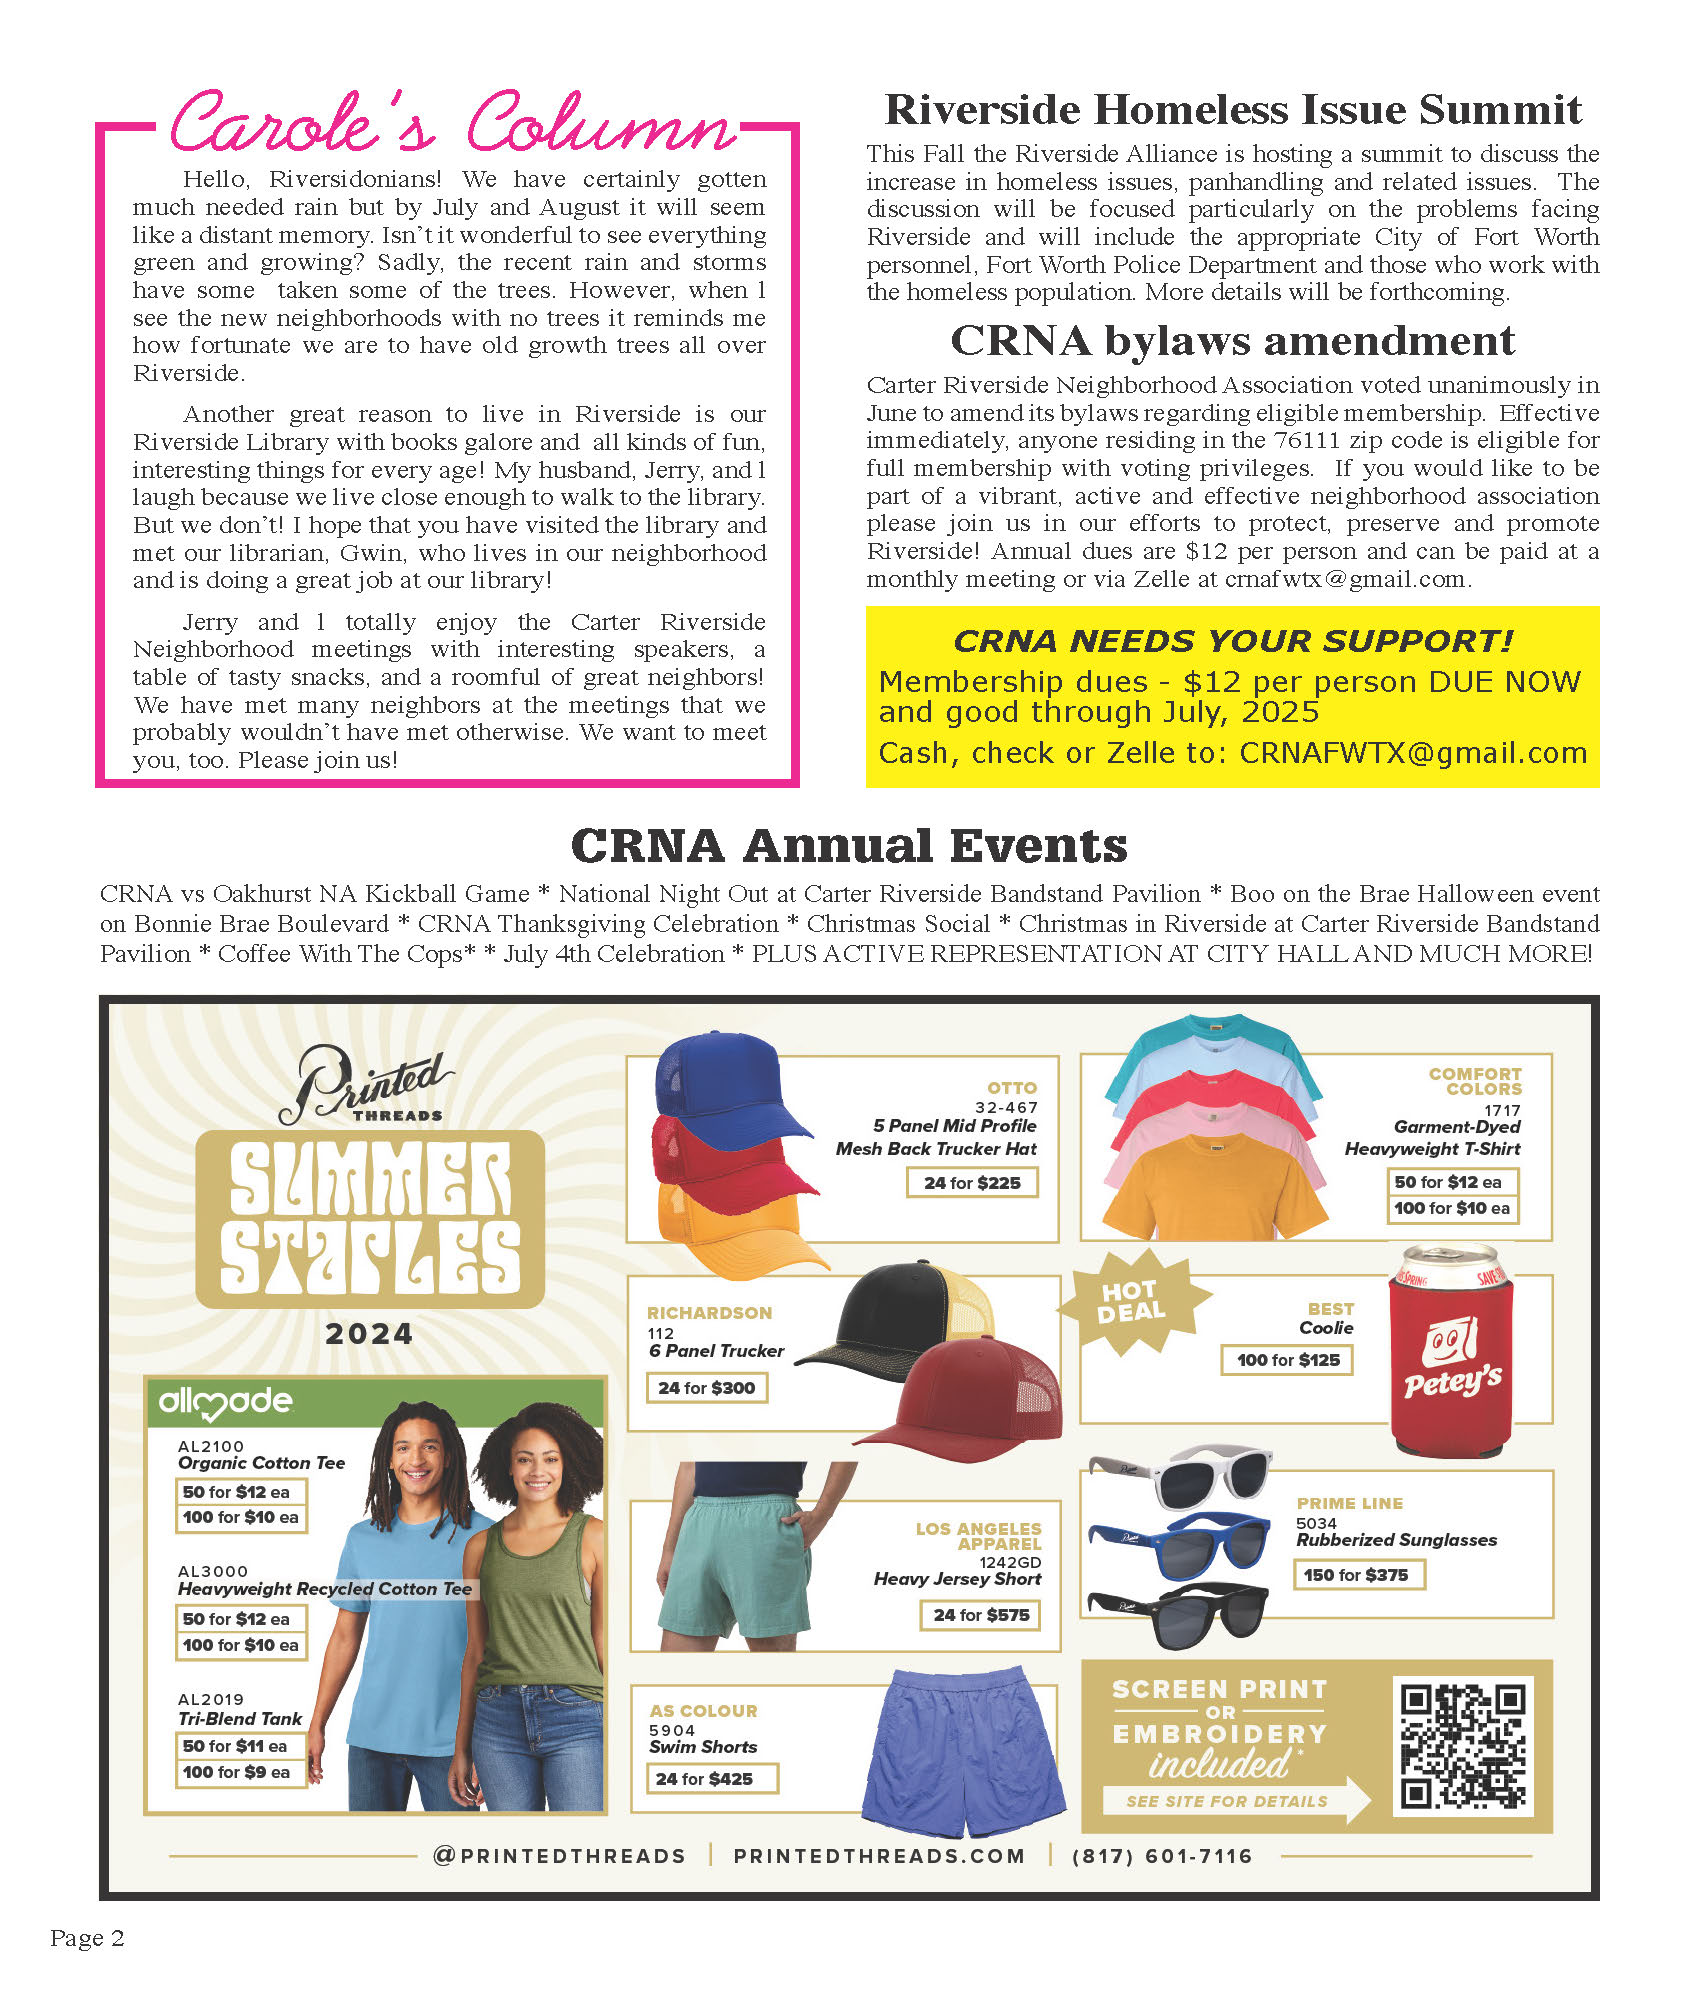 Carole's Column
Hello, Riversidonians! We have certainly gotten
much needed rain but by July and August it will seem
like a distant memory. Isn't it wonderful to see everything
green and growing? Sadly, the recent rain and storms
have some taken some of the trees. However, when l
see the new neighborhoods with no trees it reminds me
how fortunate we are to have old growth trees all over
Riverside.
Another great reason to live in Riverside is our
Riverside Library with books galore and all kinds of fun,
interesting things for every age! My husband, Jerry, and l
laugh because we live close enough to walk to the library.
But we don't! I hope that you have visited the library and
met our librarian, Gwin, who lives in our neighborhood
and is doing a great job at our library!
Jerry and l totally enjoy the Carter Riverside
Neighborhood meetings with interesting speakers, a
table of tasty snacks, and a roomful of great neighbors!
We have met many neighbors at the meetings that we
probably wouldn't have met otherwise. We want to meet
you, too. Please join us!
Riverside Homeless Issue Summit
This Fall the Riverside Alliance is hosting a summit to discuss the
increase in homeless issues, panhandling and related issues. The
discussion will be focused particularly on the problems facing
Riverside and will include the appropriate City of Fort Worth
personnel, Fort Worth Police Department and those who work with
the homeless population. More details will be forthcoming.
CRNA bylaws amendment
Carter Riverside Neighborhood Association voted unanimously in
June to amend its bylaws regarding eligible membership. Effective
immediately, anyone residing in the 76111 zip code is eligible for
full membership with voting privileges. If you would like to be
part of a vibrant, active and effective neighborhood association
please join us in our efforts to protect, preserve and promote
Riverside! Annual dues are $12 per person and can be paid at a
monthly meeting or via Zelle at crnafwtx@gmail.com.
CRNA NEEDS YOUR SUPPORT!
Membership dues - $12 per person DUE NOW
and good through July, 2025
Cash, check or Zelle to: CRNAFWTX@gmail.com
CRNA Annual Events
CRNA vs Oakhurst NA Kickball Game * National Night Out at Carter Riverside Bandstand Pavilion * Boo on the Brae Halloween event
on Bonnie Brae Boulevard * CRNA Thanksgiving Celebration * Christmas Social * Christmas in Riverside at Carter Riverside Bandstand
Pavilion * Coffee With The Cops* * July 4th Celebration * PLUS ACTIVE REPRESENTATION AT CITY HALL AND MUCH MORE!
Printed
THREADS
SUMMER
STAPLES
2024
allmade
AL2100
Organic Cotton Tee
50 for $12 ea
100 for $10 ea
AL3000
Heavyweight Recycled Cotton Tee
50 for $12 ea
100 for $10 ea
AL2019
Tri-Blend Tank
50 for $11 ea
100 for $9 ea
OTTO
32-467
5 Panel Mid Profile
Mesh Back Trucker Hat
24 for $225
RICHARDSON
112
6 Panel Trucker
24 for $300
LOS ANGELES
APPAREL
1242GD
Heavy Jersey Short
24 for $575
AS COLOUR
5904
Swim Shorts
24 for $425
COMFORT
COLORS
1717
Garment-Dyed
Heavyweight T-Shirt
50 for $12 ea
100 for $10 ea
HOT
DEAL
BEST
Coolie
100 for $125
SPRING
SAVE
Petey's
PRIME LINE
5034
Rubberized Sunglasses
150 for $375
SCREEN PRINT
OR
EMBROIDERY
included*
SEE SITE FOR DETAILS
@PRINTEDTHREADS | PRINTEDTHREADS.COM | (817) 601-7116
Page 2